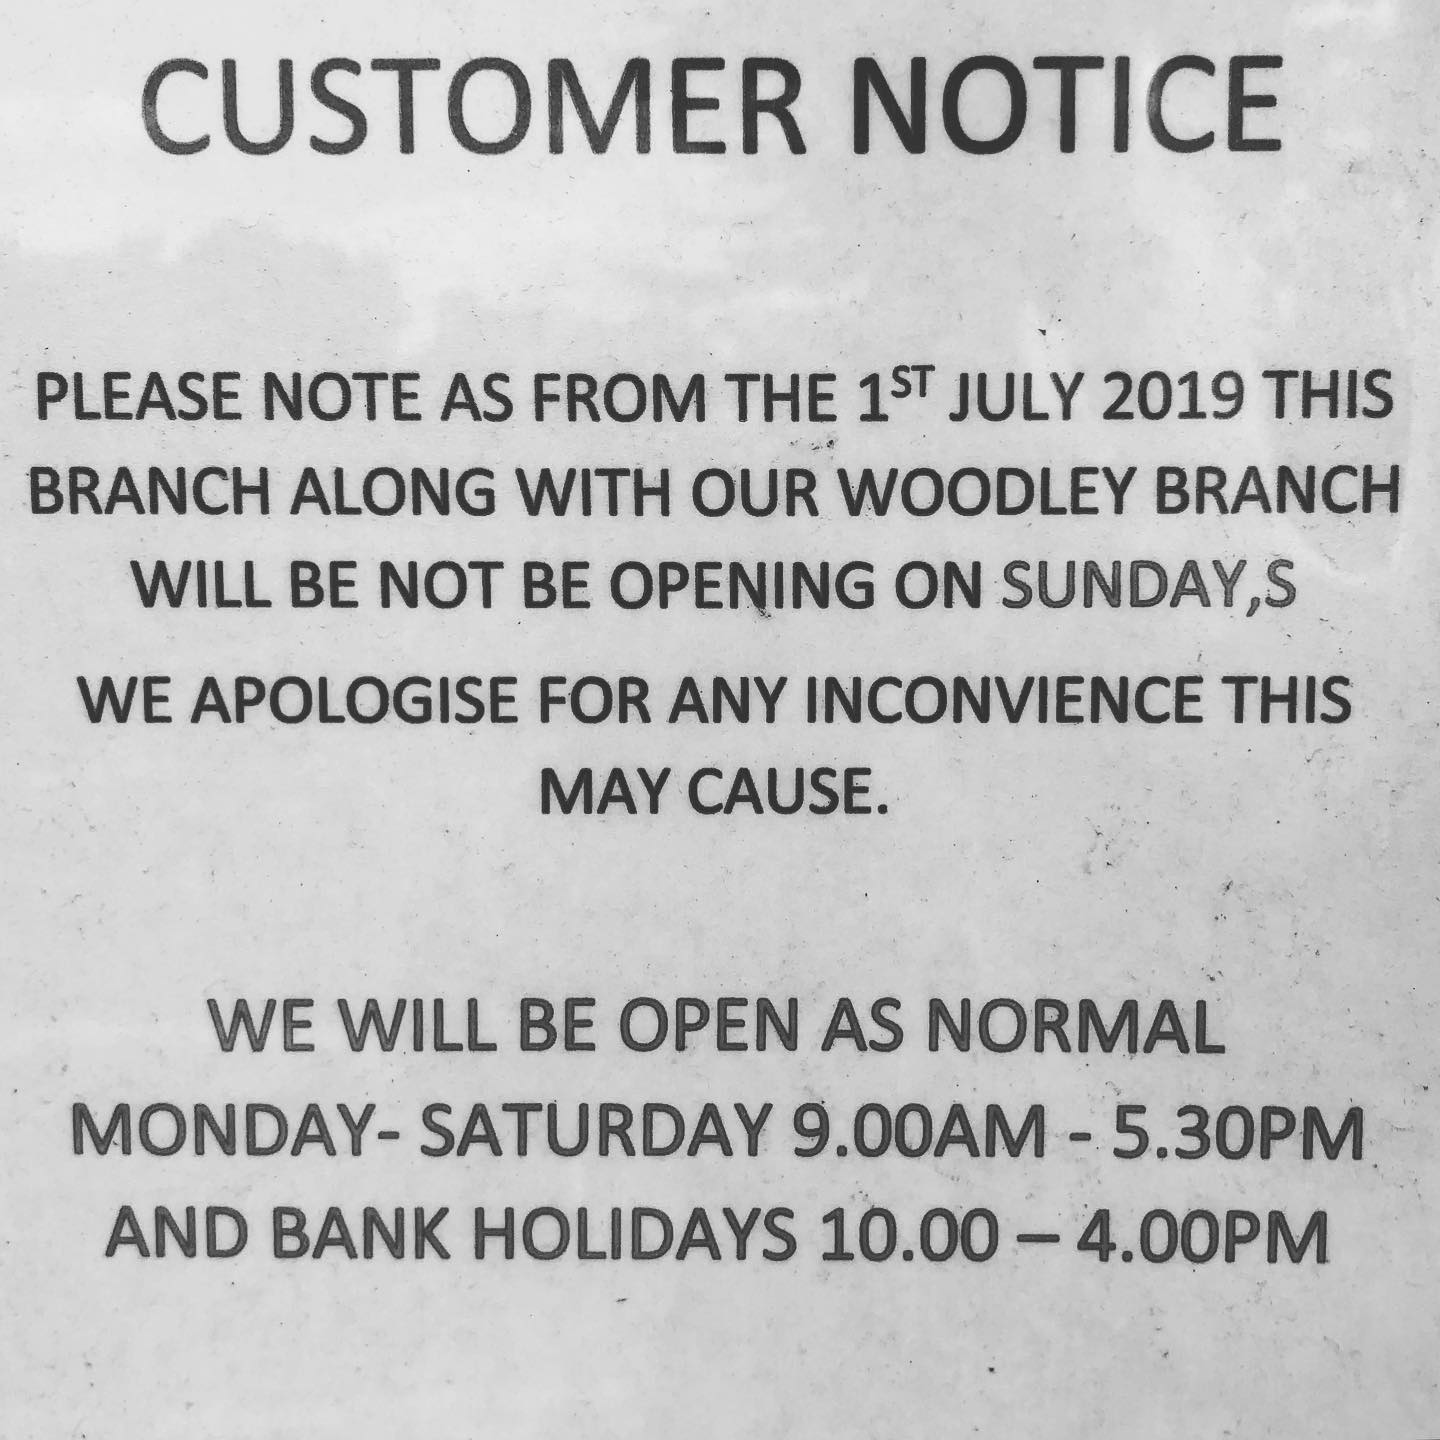 CUSTOMER NOTICE
PLEASE NOTE AS FROM THE 1ST JULY 2019 THIS
BRANCH ALONG WITH OUR WOODLEY BRANCH
WILL BE NOT BE OPENING ON SUNDAY,S
WE APOLOGISE FOR ANY INCONVIENCE THIS
MAY CAUSE.
WE WILL BE OPEN AS NORMAL
MONDAY- SATURDAY 9.00AM - 5.30PM
AND BANK HOLIDAYS 10.00 – 4.00PM